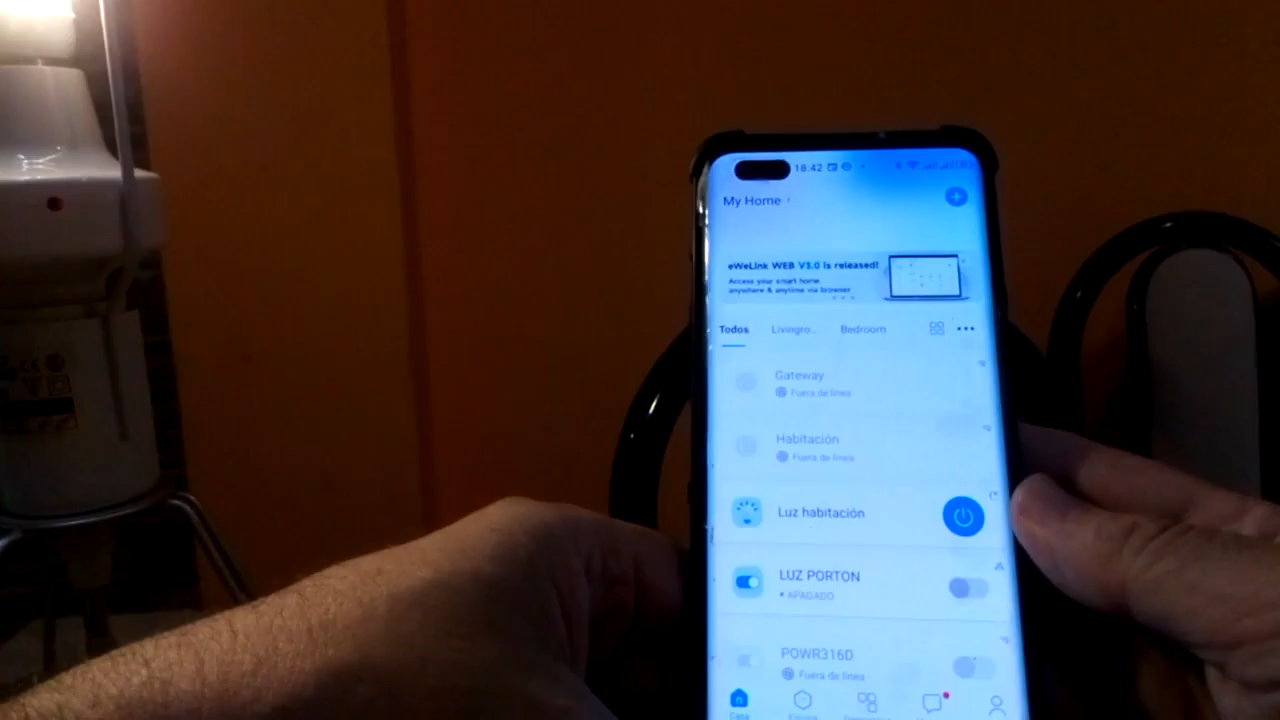 18.42
My Home
eWeLink WEB V3.0 is released!
Access your smart home
anywhere & anytime via browser
Todos Livingro... Bedroom
Gateway
Fuera de línea
Habitación
Fuera de línea
Luz habitación
LUZ PORTON
• APAGADO
POWR316D
Fuera de línea
Casa